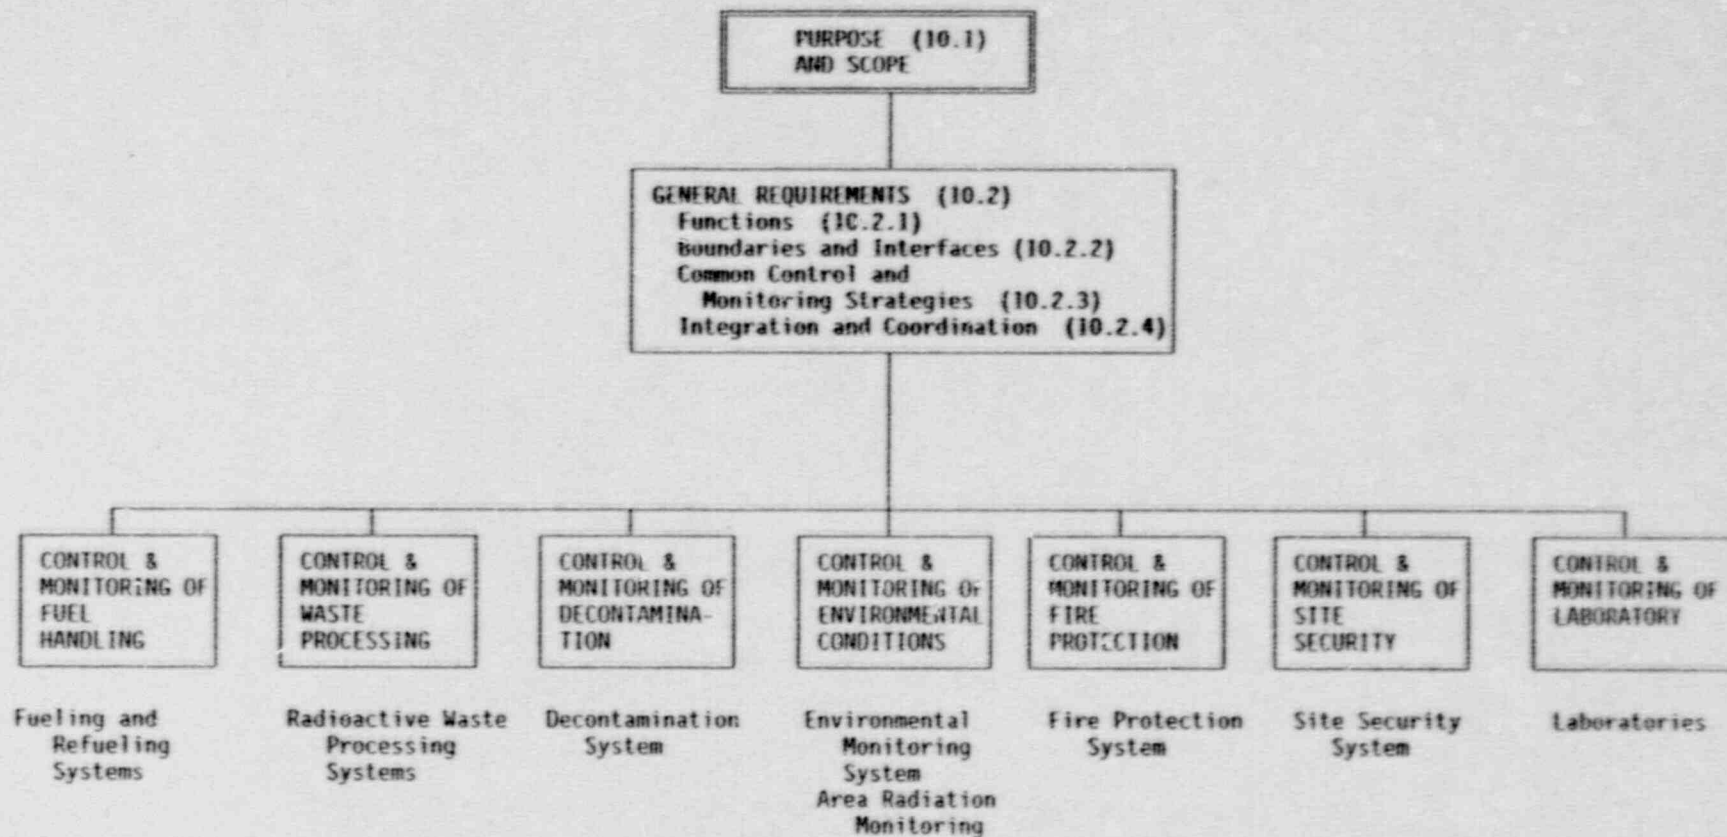 PURPOSE (10.1)
AND SCOPE
GENERAL REQUIREMENTS (10.2)
Functions (10.2.1)
Boundaries and Interfaces (10.2.2)
Common Control and
Monitoring Strategies (10.2.3)
Integration and Coordination (10.2.4)
CONTROL &
MONITORING OF
FUEL
HANDLING
CONTROL &
MONITORING OF
WASTE
PROCESSING
CONTROL &
MONITORING OF
DECONTAMINA-
TION
CONTROL &
MONITORING OF
ENVIRONMENTAL
CONDITIONS
CONTROL &
MONITORING OF
FIRE
PROTECTION
CONTROL &
MONITORING OF
SITE
SECURITY
CONTROL &
MONITORING OF
LABORATORY
Fueling and
Refueling
Systems
Radioactive Waste
Processing
Systems
Decontamination
System
Environmental
Monitoring
System
Area Radiation
Monitoring
Fire Protection
System
Site Security
System
Laboratories